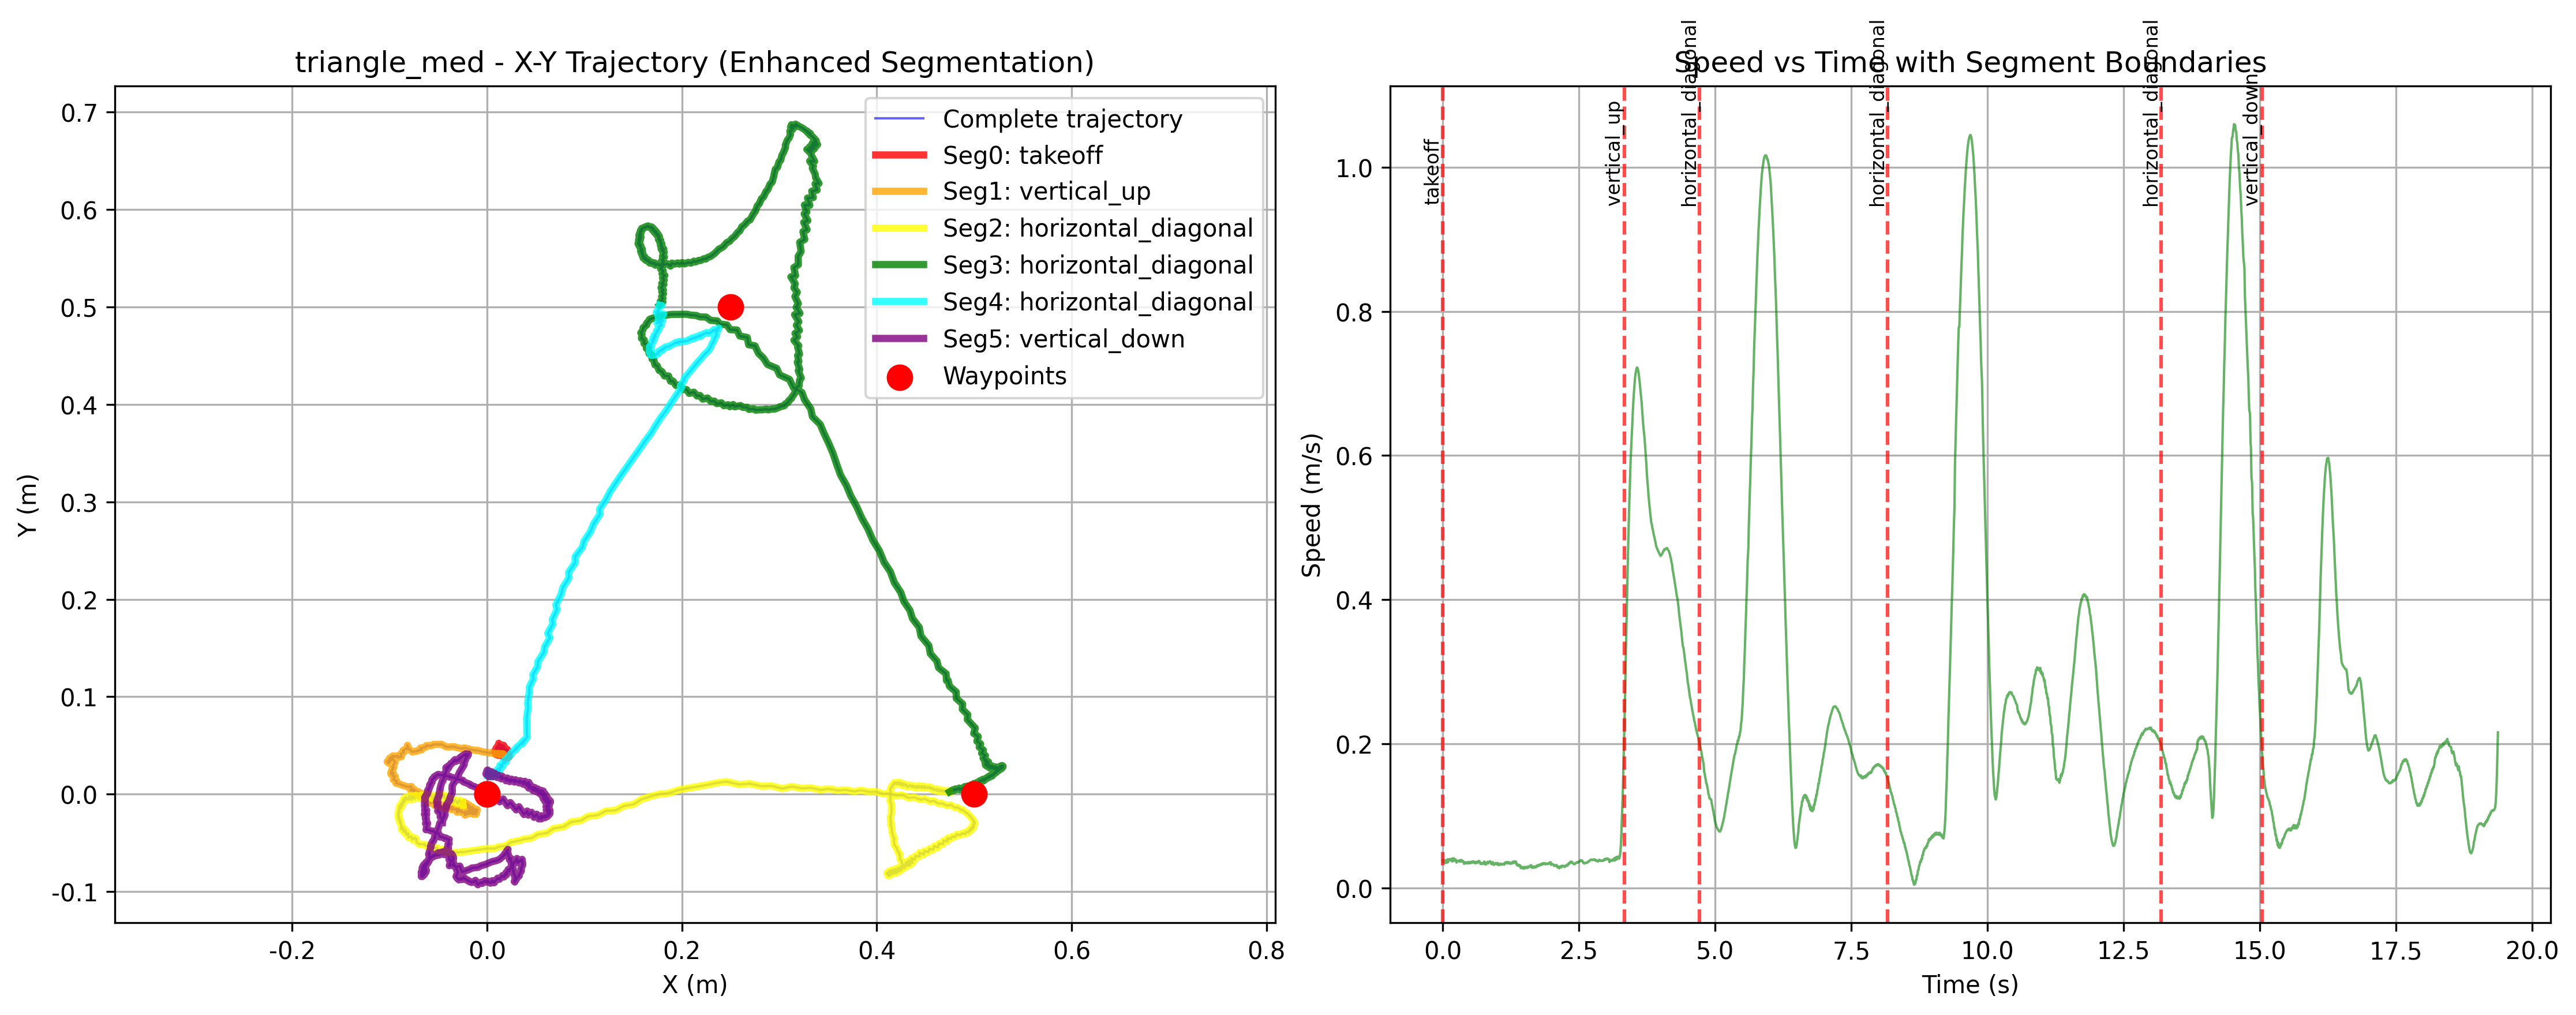 triangle_med - X-Y Trajectory (Enhanced Segmentation)
Y (m)
0.7
0.6
0.5
0.4
0.3
0.2
0.1
0.0
-0.1
-0.2
0.0
0.2
0.4
0.6
0.8
X (m)
Complete trajectory
Seg0: takeoff
Seg1: vertical_up
Seg2: horizontal_diagonal
Seg3: horizontal_diagonal
Seg4: horizontal_diagonal
Seg5: vertical_down
Waypoints
Speed vs Time with Segment Boundaries
Speed (m/s)
1.0
0.8
0.6
0.4
0.2
0.0
takeoff
vertical_up
horizontal_diagonal
horizontal_diagonal
horizontal_diagonal
vertical_down
0.0
2.5
5.0
7.5
10.0
12.5
15.0
17.5
20.0
Time (s)